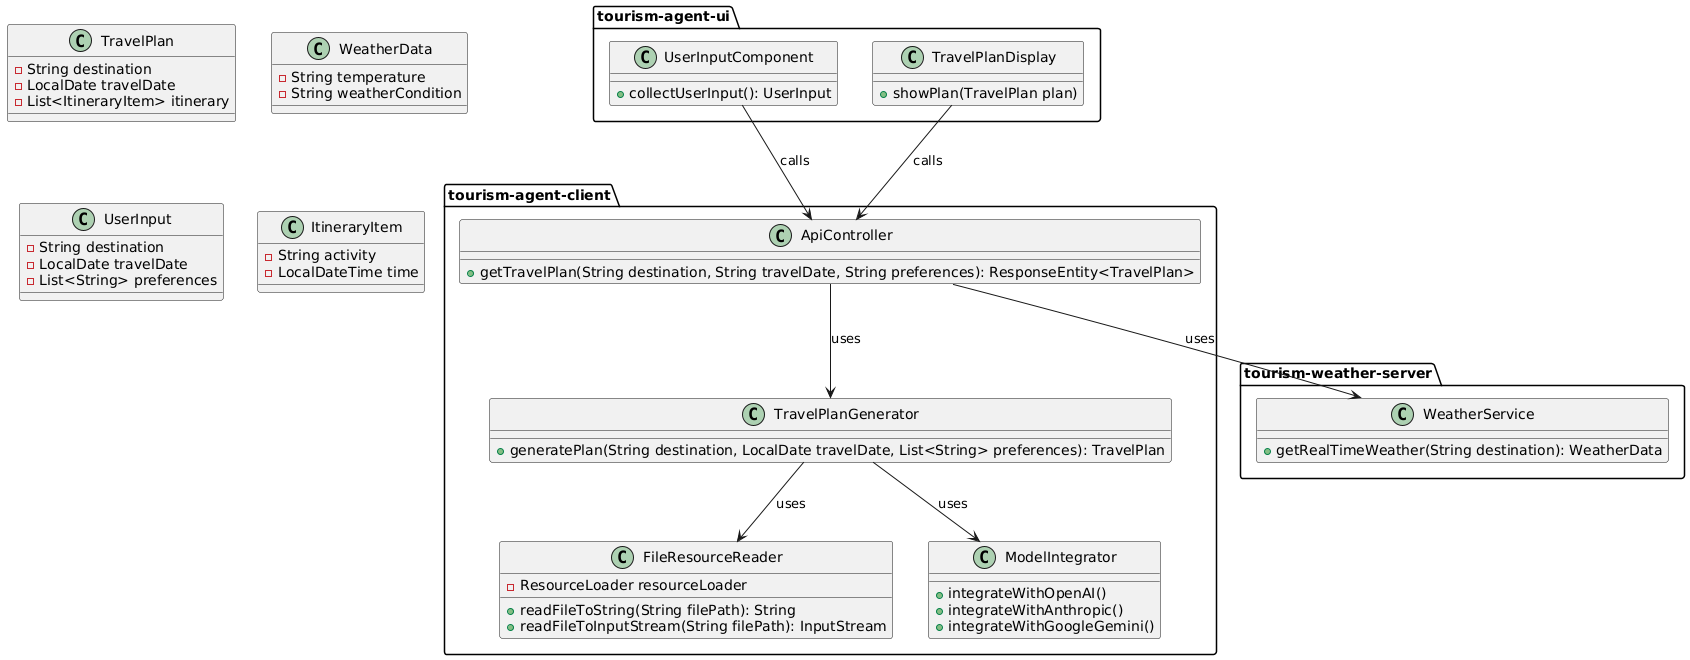 TravelPlan
String destination
LocalDate travelDate
List<ItineraryItem> itinerary
WeatherData
String temperature
String weatherCondition
tourism-agent-ui
UserInputComponent
collectUserInput(): UserInput
TravelPlanDisplay
showPlan(TravelPlan plan)
calls
calls
UserInput
String destination
LocalDate travelDate
List<String> preferences
ItineraryItem
String activity
LocalDateTime time
tourism-agent-client
ApiController
getTravelPlan(String destination, String travelDate, String preferences): ResponseEntity<TravelPlan>
uses
uses
tourism-weather-server
WeatherService
getRealTimeWeather(String destination): WeatherData
TravelPlanGenerator
generatePlan(String destination, LocalDate travelDate, List<String> preferences): TravelPlan
uses
uses
FileResourceReader
ResourceLoader resourceLoader
readFileToString(String filePath): String
readFileToInputStream(String filePath): InputStream
ModelIntegrator
integrateWithOpenAI()
integrateWithAnthropic()
integrateWithGoogleGemini()